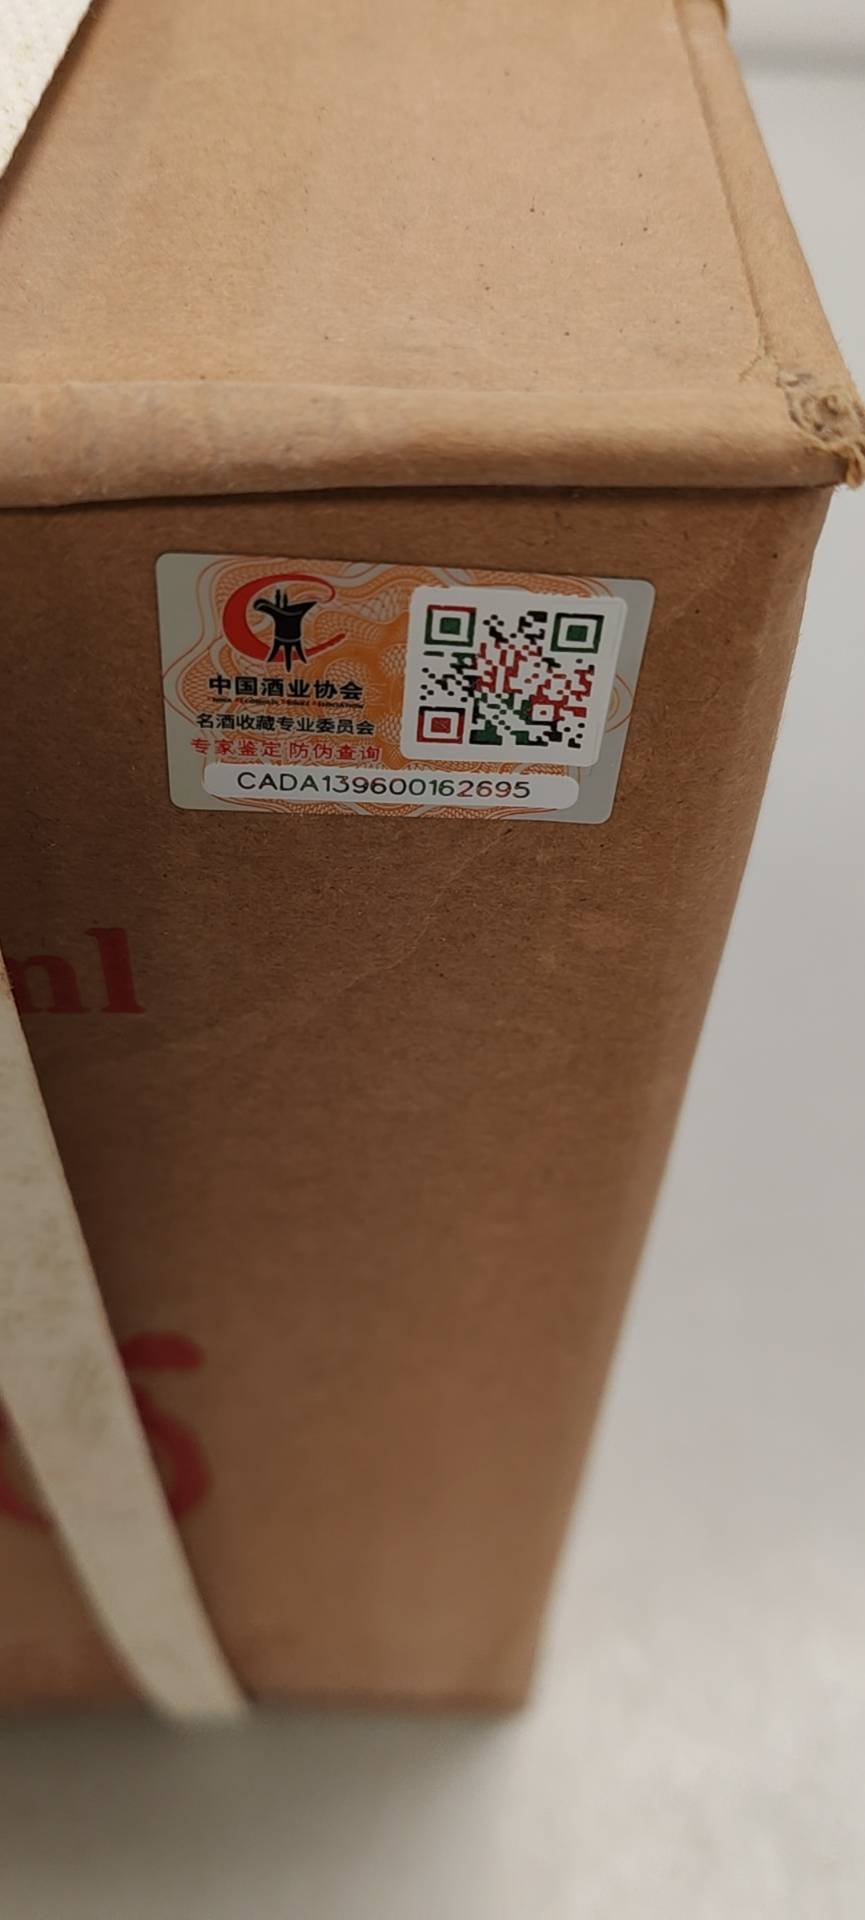 中国酒业协会
名酒收藏专业委员会
专家鉴定 防伪查询
CADA139600162695
ml